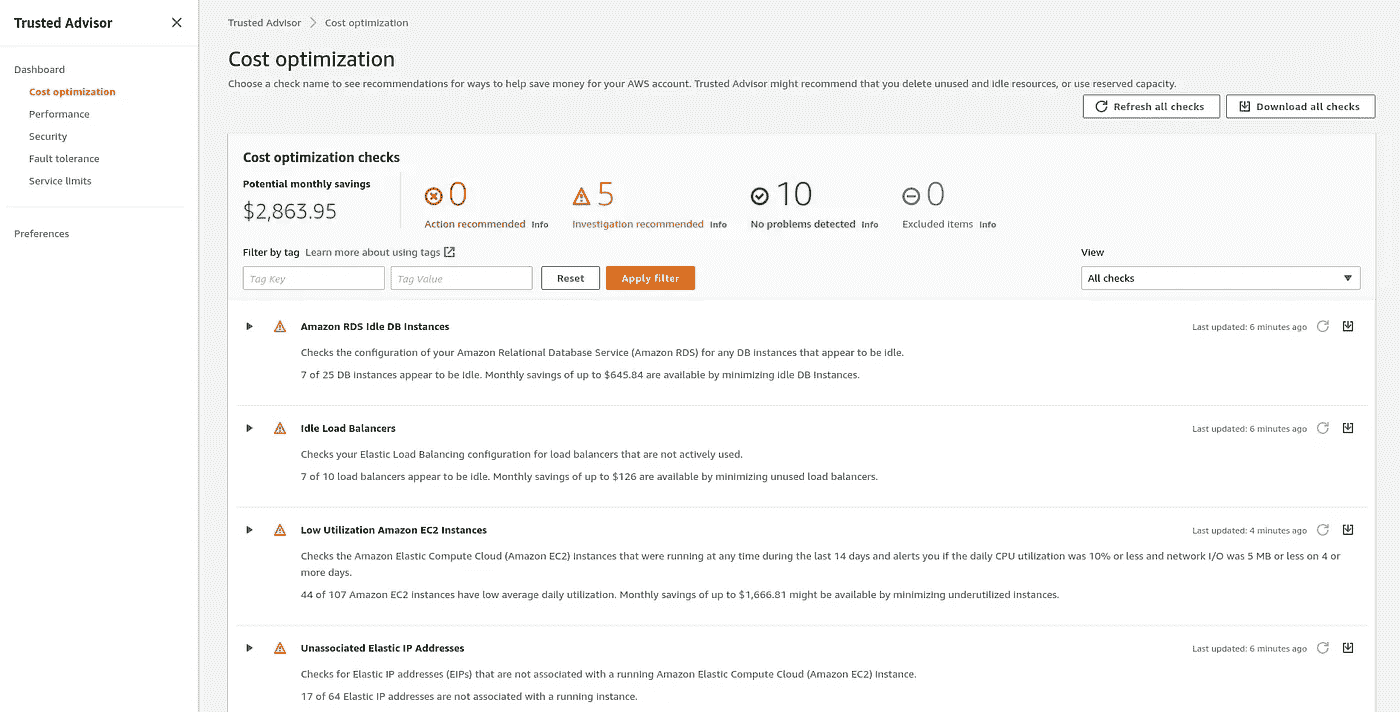 Trusted Advisor
Dashboard
Cost optimization
Performance
Security
Fault tolerance
Service limits
Preferences
Trusted Advisor > Cost optimization
Cost optimization
Choose a check name to see recommendations for ways to help save money for your AWS account. Trusted Advisor might recommend that you delete unused and idle resources, or use reserved capacity.
Refresh all checks
Download all checks
Cost optimization checks
Potential monthly savings
$2,863.95
0
Action recommended Info
5
Investigation recommended Info
10
No problems detected Info
0
Excluded items Info
Filter by tag Learn more about using tags
Tag Key
Tag Value
Reset
Apply filter
View
All checks
Amazon RDS Idle DB Instances
Last updated: 6 minutes ago
Checks the configuration of your Amazon Relational Database Service (Amazon RDS) for any DB instances that appear to be idle.
7 of 25 DB instances appear to be idle. Monthly savings of up to $645.84 are available by minimizing idle DB Instances.
Idle Load Balancers
Last updated: 6 minutes ago
Checks your Elastic Load Balancing configuration for load balancers that are not actively used.
7 of 10 load balancers appear to be idle. Monthly savings of up to $126 are available by minimizing unused load balancers.
Low Utilization Amazon EC2 Instances
Last updated: 4 minutes ago
Checks the Amazon Elastic Compute Cloud (Amazon EC2) instances that were running at any time during the last 14 days and alerts you if the daily CPU utilization was 10% or less and network I/O was 5 MB or less on 4 or
more days.
44 of 107 Amazon EC2 instances have low average daily utilization. Monthly savings of up to $1,666.81 might be available by minimizing underutilized instances.
Unassociated Elastic IP Addresses
Last updated: 6 minutes ago
Checks for Elastic IP addresses (EIPs) that are not associated with a running Amazon Elastic Compute Cloud (Amazon EC2) instance.
17 of 64 Elastic IP addresses are not associated with a running instance.